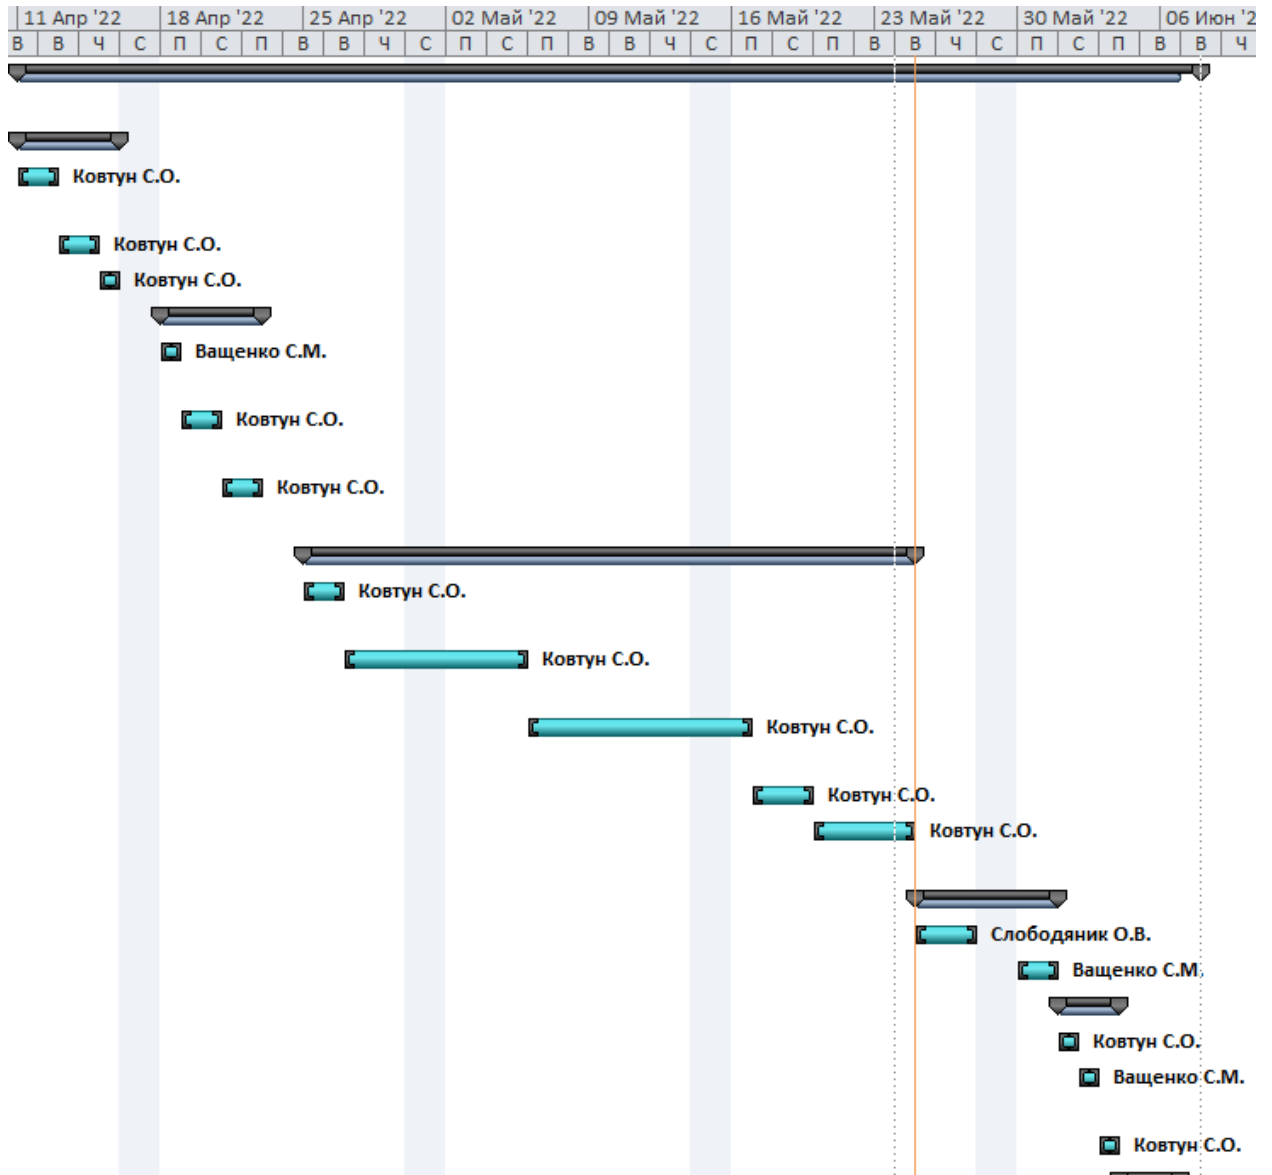 11 Апр '22 18 Апр '22 25 Апр '22 02 Май '22 09 Май '22 16 Май '22 23 Май '22 30 Май '22 06 Июн '2
В В Ч С П С П В В Ч С П С П В В Ч С П С П В В Ч С П С П В В Ч
Ковтун С.О.
Ковтун С.О.
Ковтун С.О.
Ващенко С.М.
Ковтун С.О.
Ковтун С.О.
Ковтун С.О.
Ковтун С.О.
Ковтун С.О.
Ковтун С.О.
Ковтун С.О.
Слободяник О.В.
Ващенко С.М.
Ковтун С.О.
Ващенко С.М.
Ковтун С.О.